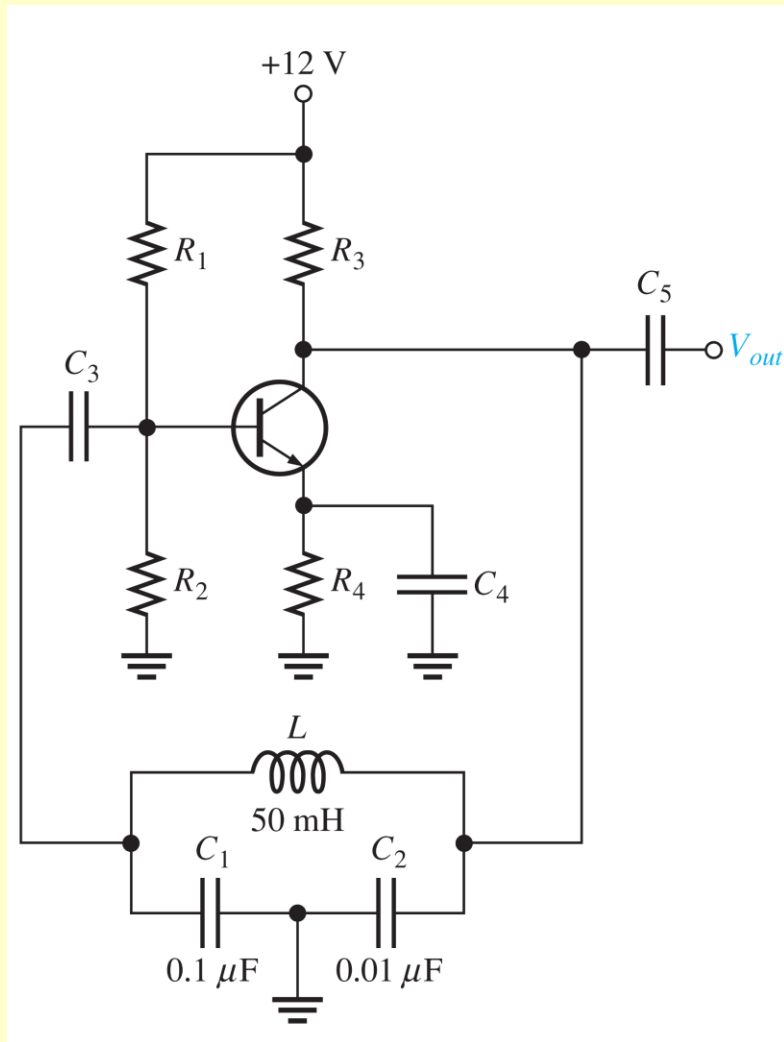 +12 V
R1
R3
C5
Vout
C3
R2
R4
C4
L
50 mH
C1
C2
0.1 μF
0.01 μF